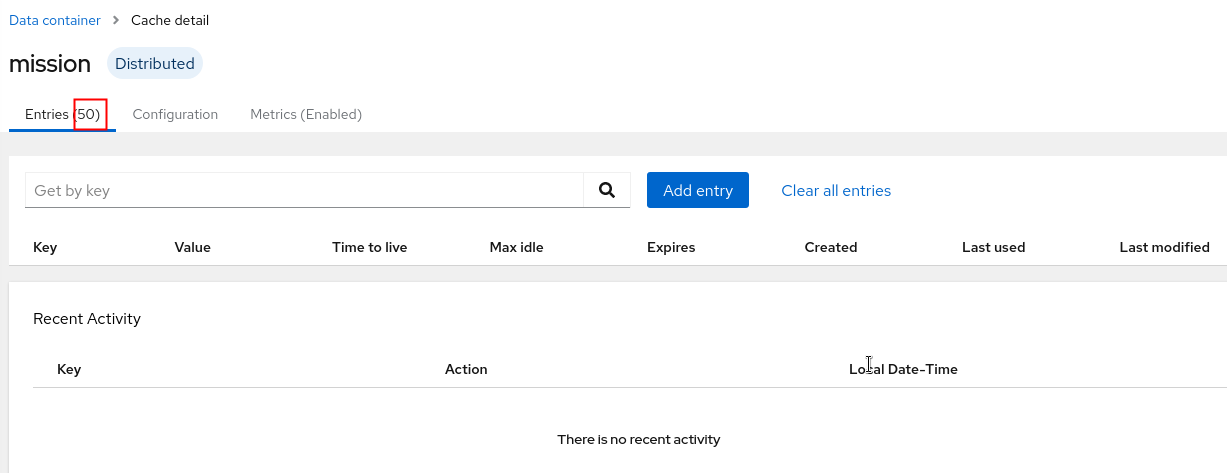 Data container > Cache detail
mission Distributed
Entries (50) Configuration Metrics (Enabled)
Get by key Add entry Clear all entries
Key Value Time to live Max idle Expires Created Last used Last modified
Recent Activity
Key Action Local Date-Time
There is no recent activity